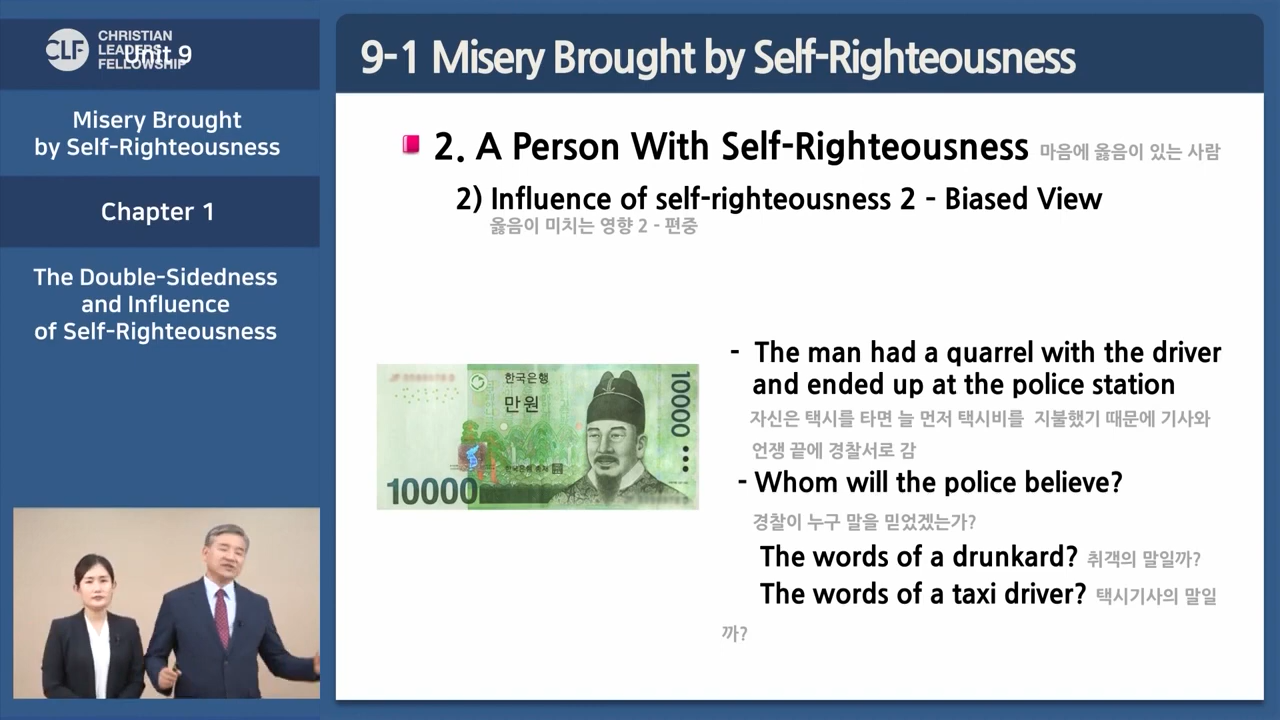 CLF
CHRISTIAN
LEADERS
FELLOWSHIP
Unit 9
Misery Brought
by Self-Righteousness
Chapter 1
The Double-Sidedness
and Influence
of Self-Righteousness
9-1 Misery Brought by Self-Righteousness
2. A Person With Self-Righteousness 마음에 옳음이 있는 사람
2) Influence of self-righteousness 2 - Biased View
옳음이 미치는 영향 2 - 편중
한국은행
만원
10000
10000
- The man had a quarrel with the driver
and ended up at the police station
자신은 택시를 타면 늘 먼저 택시비를 지불했기 때문에 기사와
언쟁 끝에 경찰서로 감
- Whom will the police believe?
경찰이 누구 말을 믿었겠는가?
The words of a drunkard? 취객의 말일까?
The words of a taxi driver? 택시기사의 말일
까?